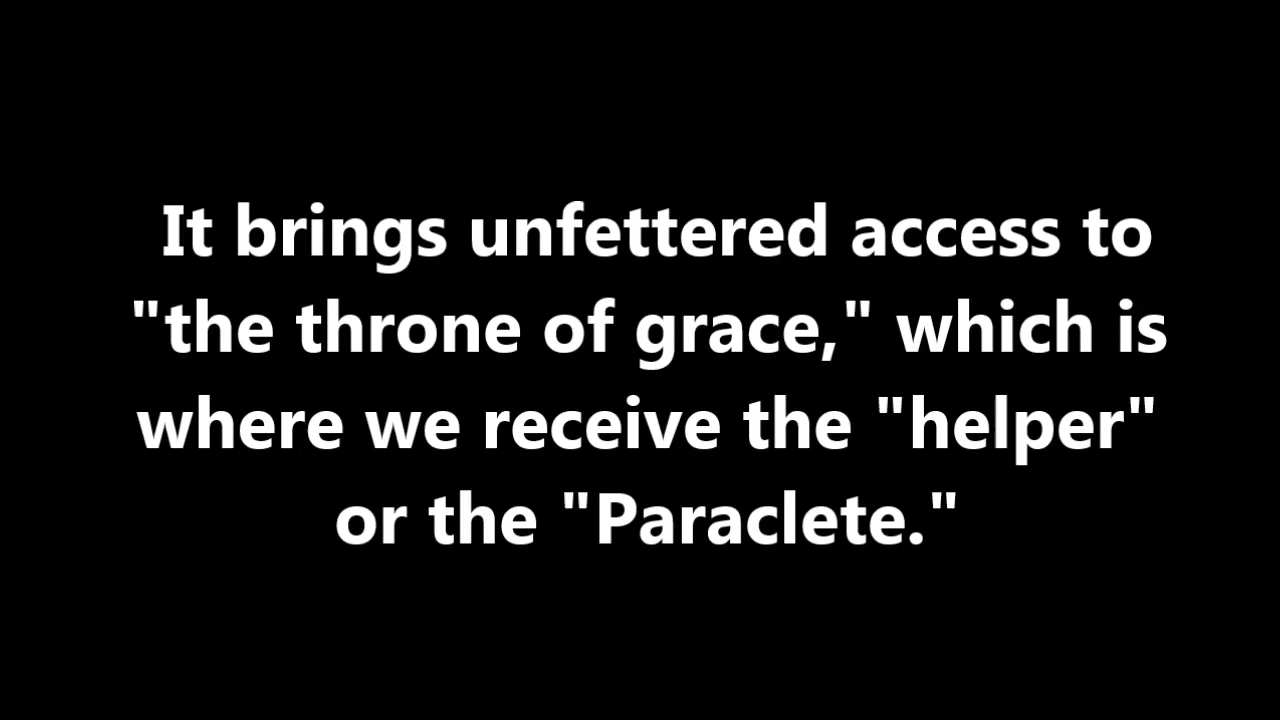 It brings unfettered access to
"the throne of grace," which is
where we receive the "helper"
or the "Paraclete."